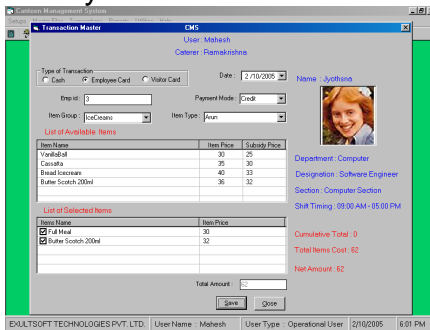 Canteen Management System
Transaction Master CMS
User : Mahesh
Caterer : Ramakrishna
Type of Transaction
Cash Employee Card Visitor Card
Date : 2 /10/2005
Name : Jyothsna
Emp id : 3
Payment Mode : Credit
Item Group : IceCreams
Item Type : Arun
List of Available Items
Item Name Item Price Subsidy Price
VanillaBall 30 25
Cassatta 35 30
Bread Icecream 40 33
Butter Scotch 200ml 36 32
Department : Computer
Designation : Software Engineer
Section : Computer Section
Shift Timing : 09:00 AM - 05:00 PM
List of Selected Items
Items Name Item Price
Full Meal 30
Butter Scotch 200ml 32
Cumulative Total : 0
Total Items Cost : 62
Net Amount : 62
Total Amount : 62
Save Close
EXULTSOFT TECHNOLOGIES PVT. LTD. User Name : Mahesh User Type : Operational User 2/10/2005 6:01 PM